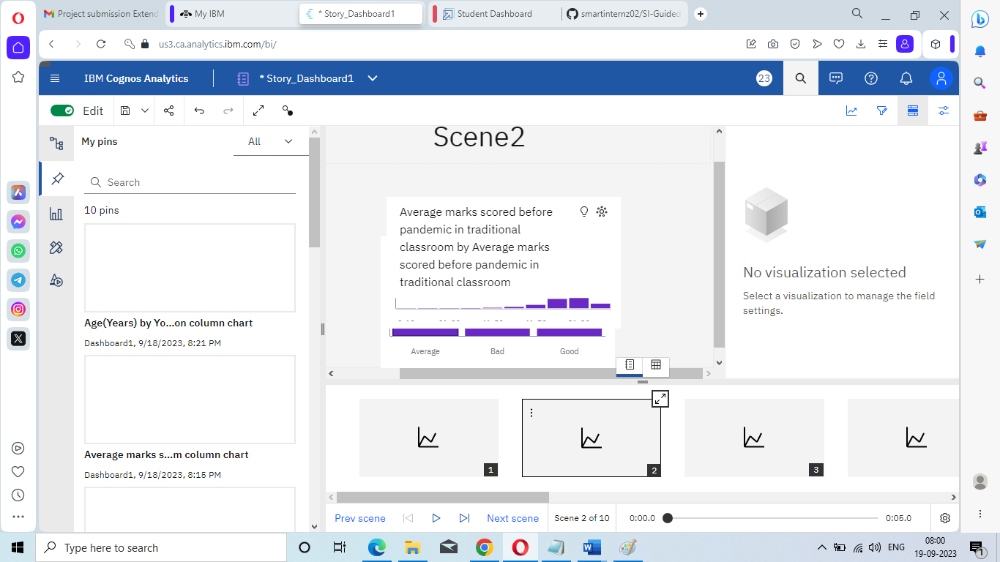 Project submission Extend
My IBM
* Story_Dashboard1
Student Dashboard
smartinternz02/SI-Guided
us3.ca.analytics.ibm.com/bi/
IBM Cognos Analytics
* Story_Dashboard1
23
Edit
My pins
All
Search
10 pins
Age(Years) by Yo...on column chart
Dashboard1, 9/18/2023, 8:21 PM
Average marks s...m column chart
Dashboard1, 9/18/2023, 8:15 PM
Scene2
Average marks scored before
pandemic in traditional
classroom by Average marks
scored before pandemic in
traditional classroom
Average Bad Good
No visualization selected
Select a visualization to manage the field
settings.
1
2
3
Prev scene
Next scene
Scene 2 of 10
0:00.0
0:05.0
Type here to search
ENG
08:00
19-09-2023
1